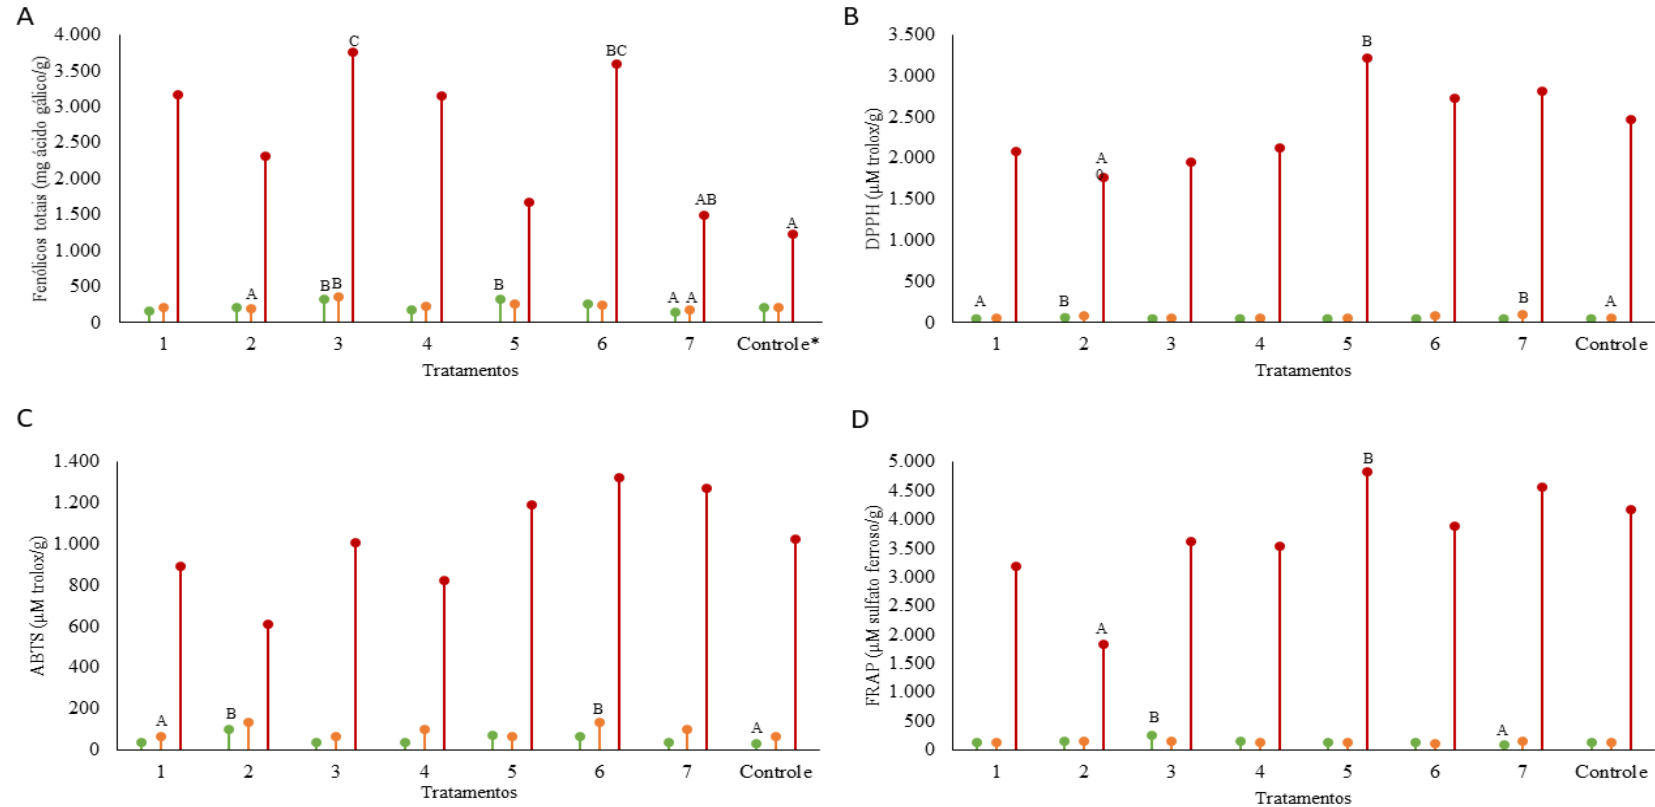 A
Fenólicos totais (mg ácido gálico/g)
4.000
3.500
3.000
2.500
2.000
1.500
1.000
500
0
C
BC
AB
A
A
B B
B
A A
1 2 3 4 5 6 7 Controle*
Tratamentos
B
DPPH (µM trolox/g)
3.500
3.000
2.500
2.000
1.500
1.000
500
0
B
A
A
B
B
A
1 2 3 4 5 6 7 Controle
Tratamentos
C
ABTS (µM trolox/g)
1.400
1.200
1.000
800
600
400
200
0
A
B
B
A
1 2 3 4 5 6 7 Controle
Tratamentos
D
FRAP (µM sulfato ferroso/g)
5.000
4.500
4.000
3.500
3.000
2.500
2.000
1.500
1.000
500
0
B
A
B
A
1 2 3 4 5 6 7 Controle
Tratamentos